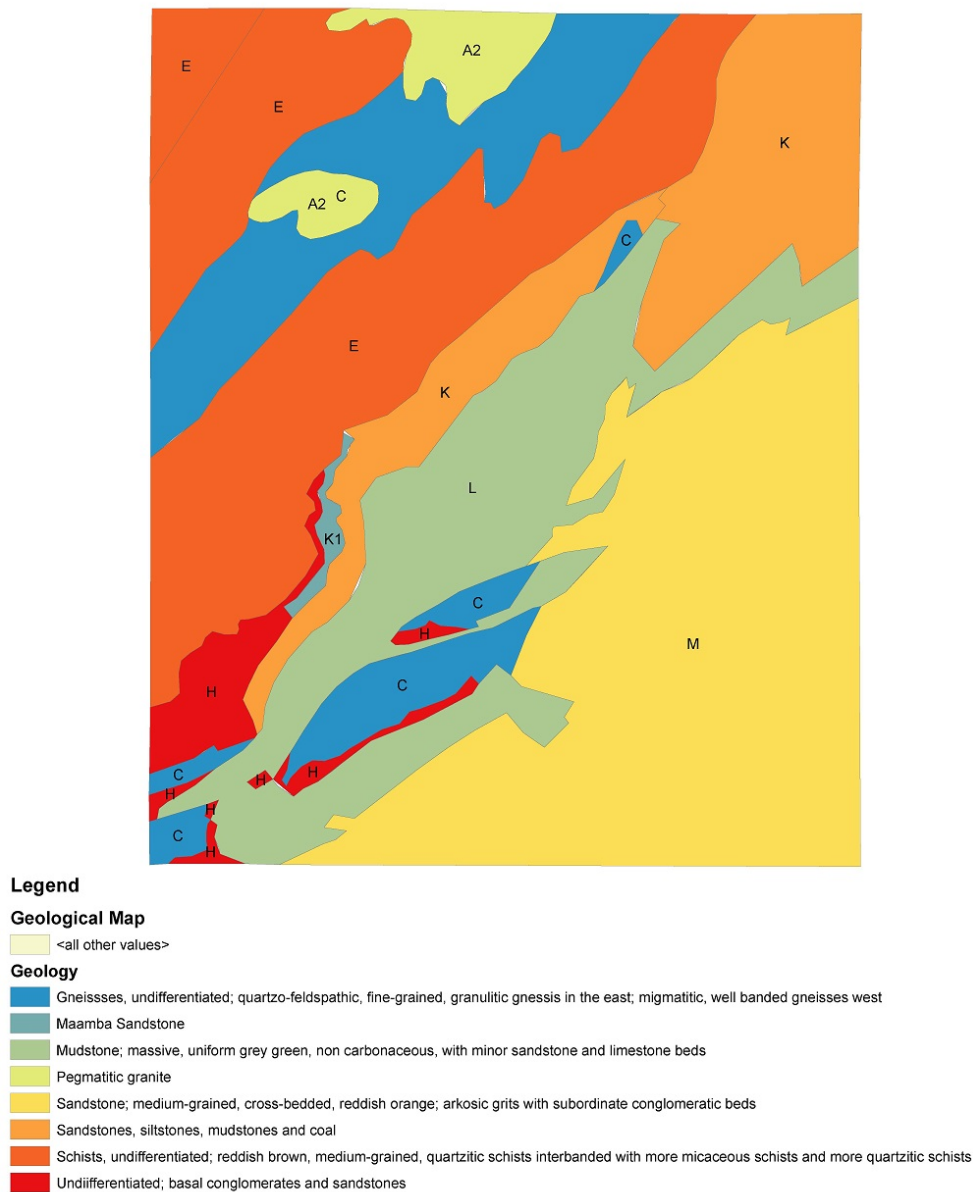 A2
E
E
K
A2 C
C
E
K
L
K1
C
H
M
C
H
H
C
H
H
H
C
H
Legend
Geological Map
<all other values>
Geology
Gneissses, undifferentiated; quartzo-feldspathic, fine-grained, granulitic gnessis in the east; migmatitic, well banded gneisses west
Maamba Sandstone
Mudstone; massive, uniform grey green, non carbonaceous, with minor sandstone and limestone beds
Pegmatitic granite
Sandstone; medium-grained, cross-bedded, reddish orange; arkosic grits with subordinate conglomeratic beds
Sandstones, siltstones, mudstones and coal
Schists, undifferentiated; reddish brown, medium-grained, quartzitic schists interbanded with more micaceous schists and more quartzitic schists
Undiifferentiated; basal conglomerates and sandstones